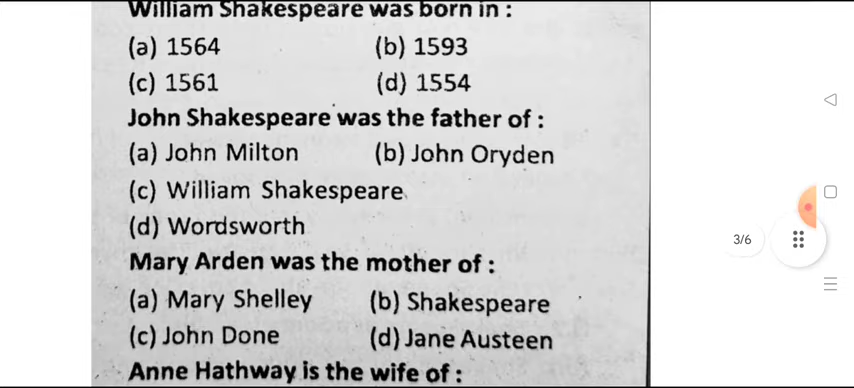 William Shakespeare was born in :
(a) 1564 (b) 1593
(c) 1561 (d) 1554
John Shakespeare was the father of :
(a) John Milton (b) John Oryden
(c) William Shakespeare
(d) Wordsworth
Mary Arden was the mother of :
(a) Mary Shelley (b) Shakespeare
(c) John Done (d) Jane Austeen
Anne Hathway is the wife of :
3/6